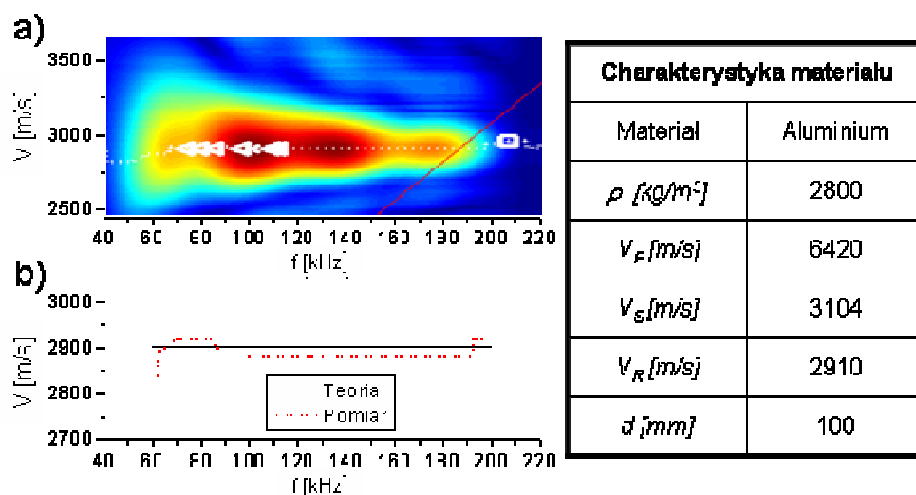 a)
V [m/s]
3500
3000
2500
40 60 80 100 120 140 160 180 200 220
f [kHz]
b)
V [m/s]
3000
2900
2800
2700
Teoria
Pomiar
40 60 80 100 120 140 160 180 200 220
f [kHz]
Charakterystyka materiału
Materiał Aluminium
ρ [kg/m³] 2800
V_P [m/s] 6420
V_S [m/s] 3104
V_R [m/s] 2910
d [mm] 100